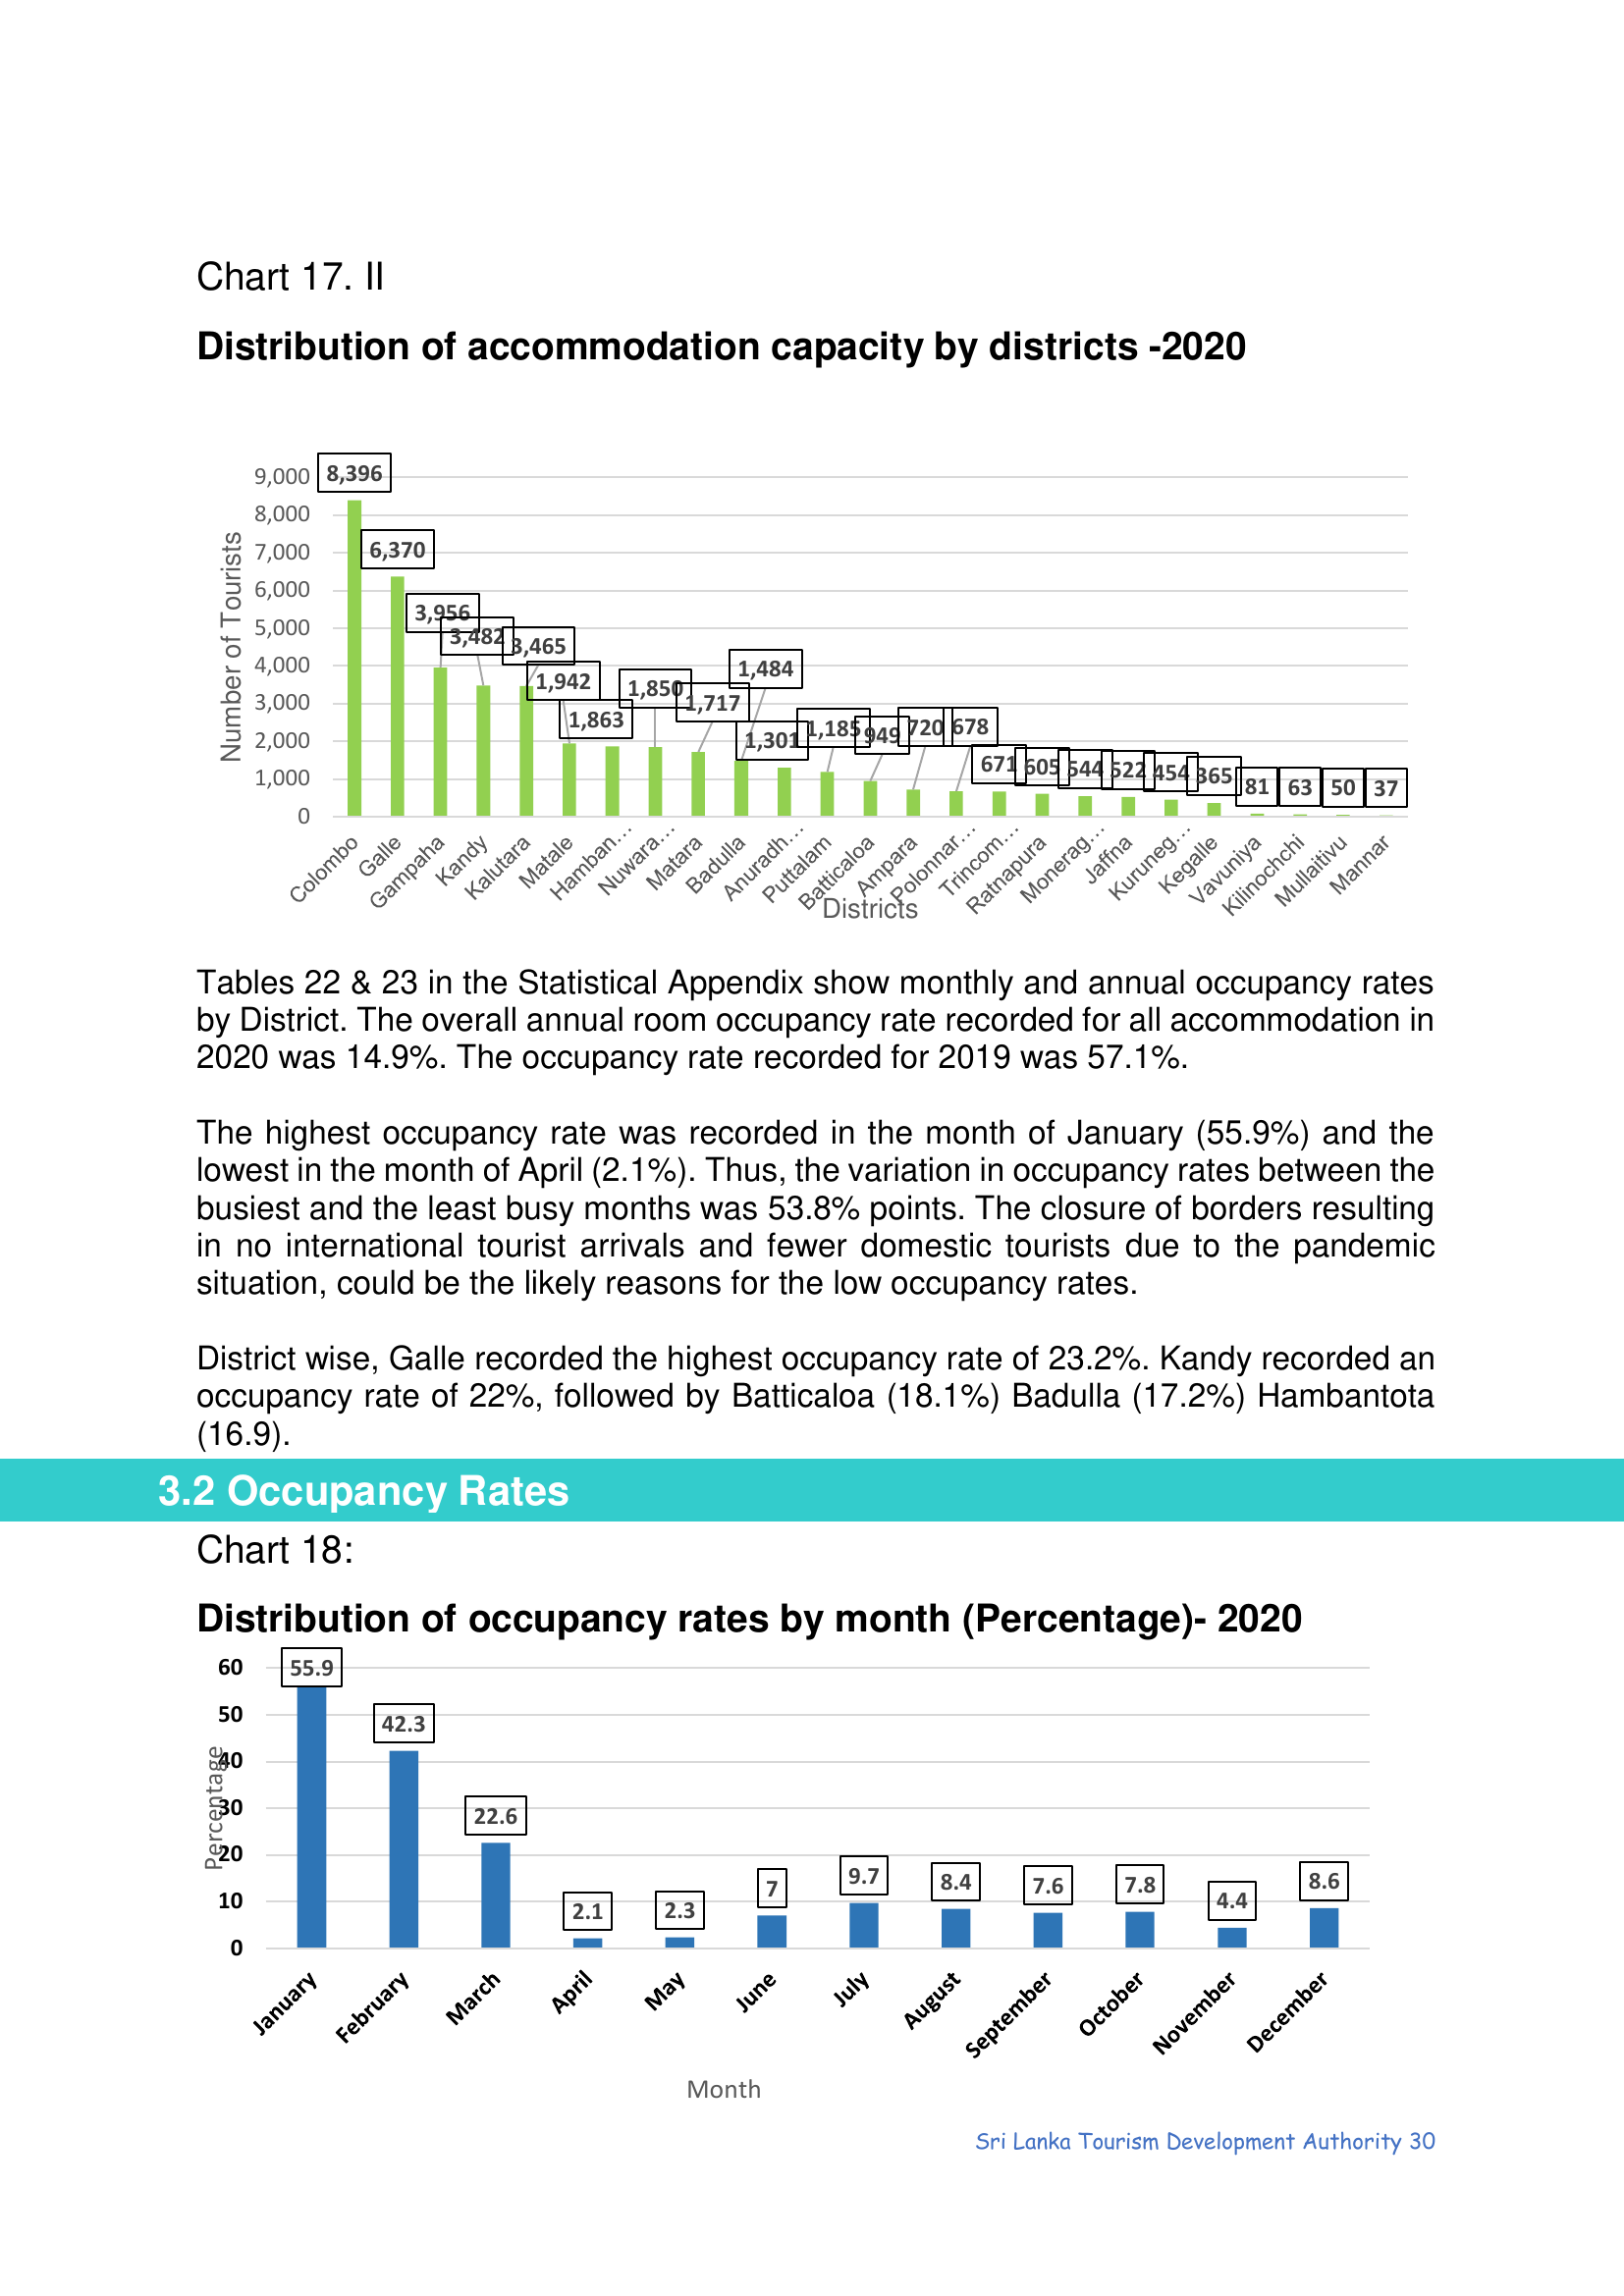 Chart 17. II
Distribution of accommodation capacity by districts -2020
Number of Tourists
9,000
8,000
7,000
6,000
5,000
4,000
3,000
2,000
1,000
0
8,396
6,370
3,956
3,482
3,465
1,942
1,863
1,850
1,717
1,484
1,301
1,185
949
720
678
671
605
544
522
454
365
81
63
50
37
Colombo
Galle
Gampaha
Kandy
Kalutara
Matale
Hamban...
Nuwara...
Matara
Badulla
Anuradh...
Puttalam
Batticaloa
Ampara
Polonnar...
Trincom...
Ratnapura
Monerag...
Jaffna
Kuruneg...
Kegalle
Vavuniya
Kilinochchi
Mullaitivu
Mannar
Districts
Tables 22 & 23 in the Statistical Appendix show monthly and annual occupancy rates
by District. The overall annual room occupancy rate recorded for all accommodation in
2020 was 14.9%. The occupancy rate recorded for 2019 was 57.1%.
The highest occupancy rate was recorded in the month of January (55.9%) and the
lowest in the month of April (2.1%). Thus, the variation in occupancy rates between the
busiest and the least busy months was 53.8% points. The closure of borders resulting
in no international tourist arrivals and fewer domestic tourists due to the pandemic
situation, could be the likely reasons for the low occupancy rates.
District wise, Galle recorded the highest occupancy rate of 23.2%. Kandy recorded an
occupancy rate of 22%, followed by Batticaloa (18.1%) Badulla (17.2%) Hambantota
(16.9).
3.2 Occupancy Rates
Chart 18:
Distribution of occupancy rates by month (Percentage)- 2020
Percentage
60
50
40
30
20
10
0
55.9
42.3
22.6
2.1
2.3
7
9.7
8.4
7.6
7.8
4.4
8.6
January
February
March
April
May
June
July
August
September
October
November
December
Month
Sri Lanka Tourism Development Authority 30